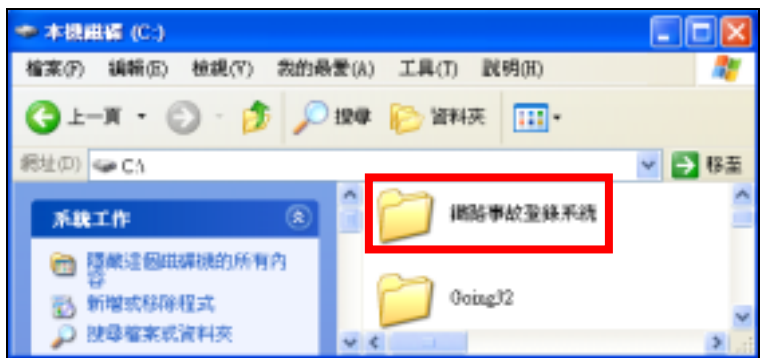 本機磁碟 (C:)
檔案(F) 編輯(E) 檢視(V) 我的最愛(A) 工具(T) 說明(H)
上一頁 搜尋 資料夾
網址(D) C:\ 移至
系統工作
鐵路事故登錄系統
隱藏這個磁碟機的所有內
容
新增或移除程式
搜尋檔案或資料夾
GoingJ2